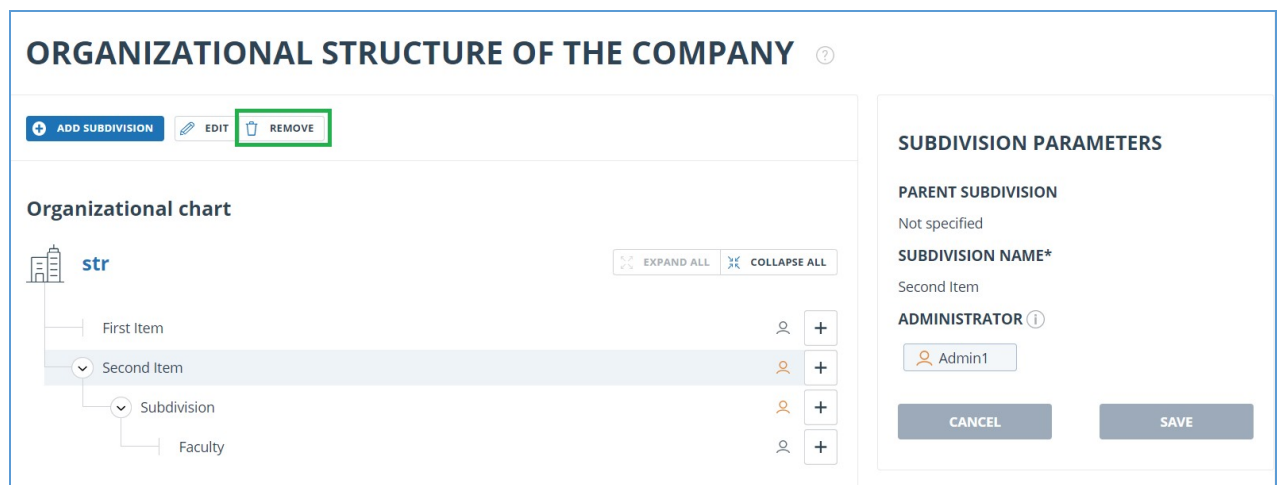 ORGANIZATIONAL STRUCTURE OF THE COMPANY ?
ADD SUBDIVISION EDIT REMOVE
Organizational chart
str
EXPAND ALL COLLAPSE ALL
First Item
Second Item
Subdivision
Faculty
SUBDIVISION PARAMETERS
PARENT SUBDIVISION
Not specified
SUBDIVISION NAME*
Second Item
ADMINISTRATOR i
Admin1
CANCEL SAVE